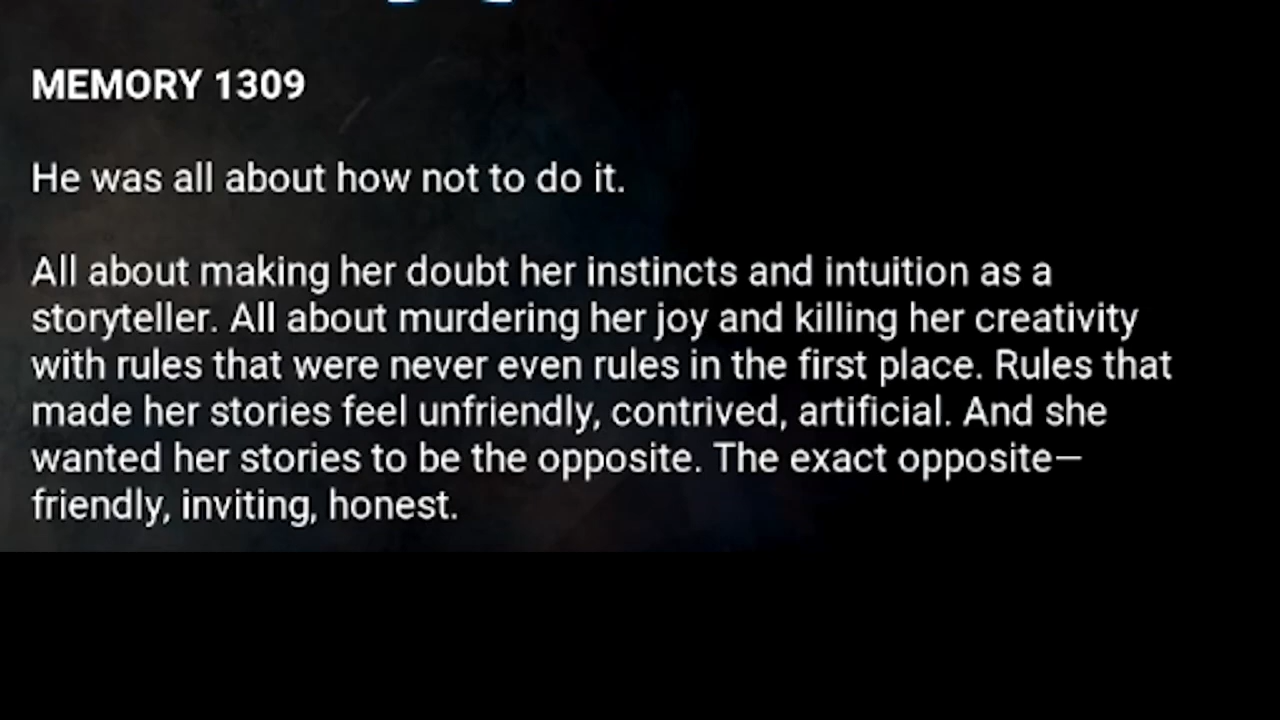 MEMORY 1309
He was all about how not to do it.
All about making her doubt her instincts and intuition as a
storyteller. All about murdering her joy and killing her creativity
with rules that were never even rules in the first place. Rules that
made her stories feel unfriendly, contrived, artificial. And she
wanted her stories to be the opposite. The exact opposite—
friendly, inviting, honest.